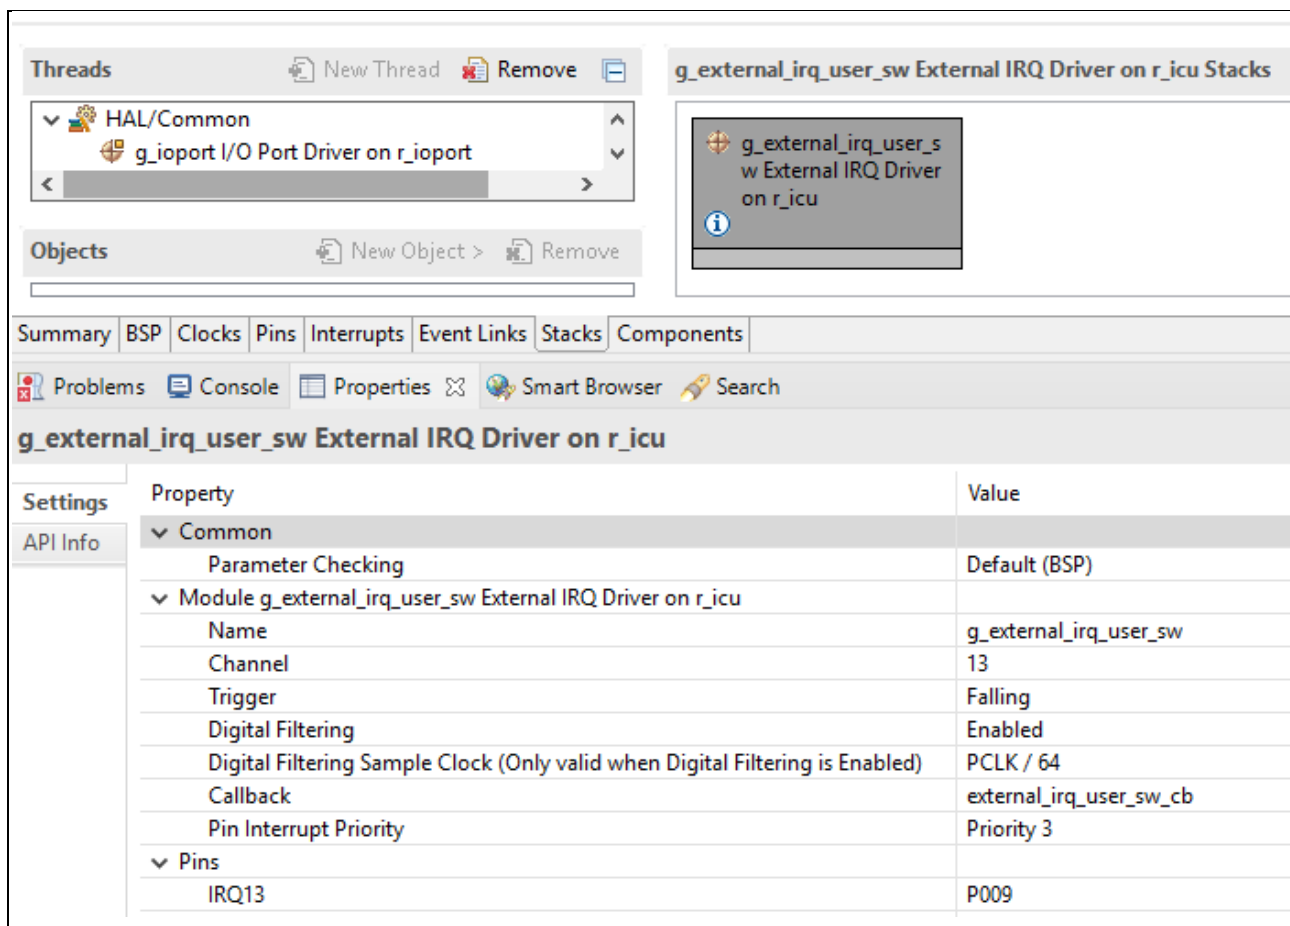 Threads New Thread Remove
HAL/Common
g_ioport I/O Port Driver on r_ioport
Objects New Object > Remove
g_external_irq_user_sw External IRQ Driver on r_icu Stacks
g_external_irq_user_s
w External IRQ Driver
on r_icu
Summary BSP Clocks Pins Interrupts Event Links Stacks Components
Problems Console Properties Smart Browser Search
g_external_irq_user_sw External IRQ Driver on r_icu
Settings
API Info
Property Value
Common
Parameter Checking Default (BSP)
Module g_external_irq_user_sw External IRQ Driver on r_icu
Name g_external_irq_user_sw
Channel 13
Trigger Falling
Digital Filtering Enabled
Digital Filtering Sample Clock (Only valid when Digital Filtering is Enabled) PCLK / 64
Callback external_irq_user_sw_cb
Pin Interrupt Priority Priority 3
Pins
IRQ13 P009